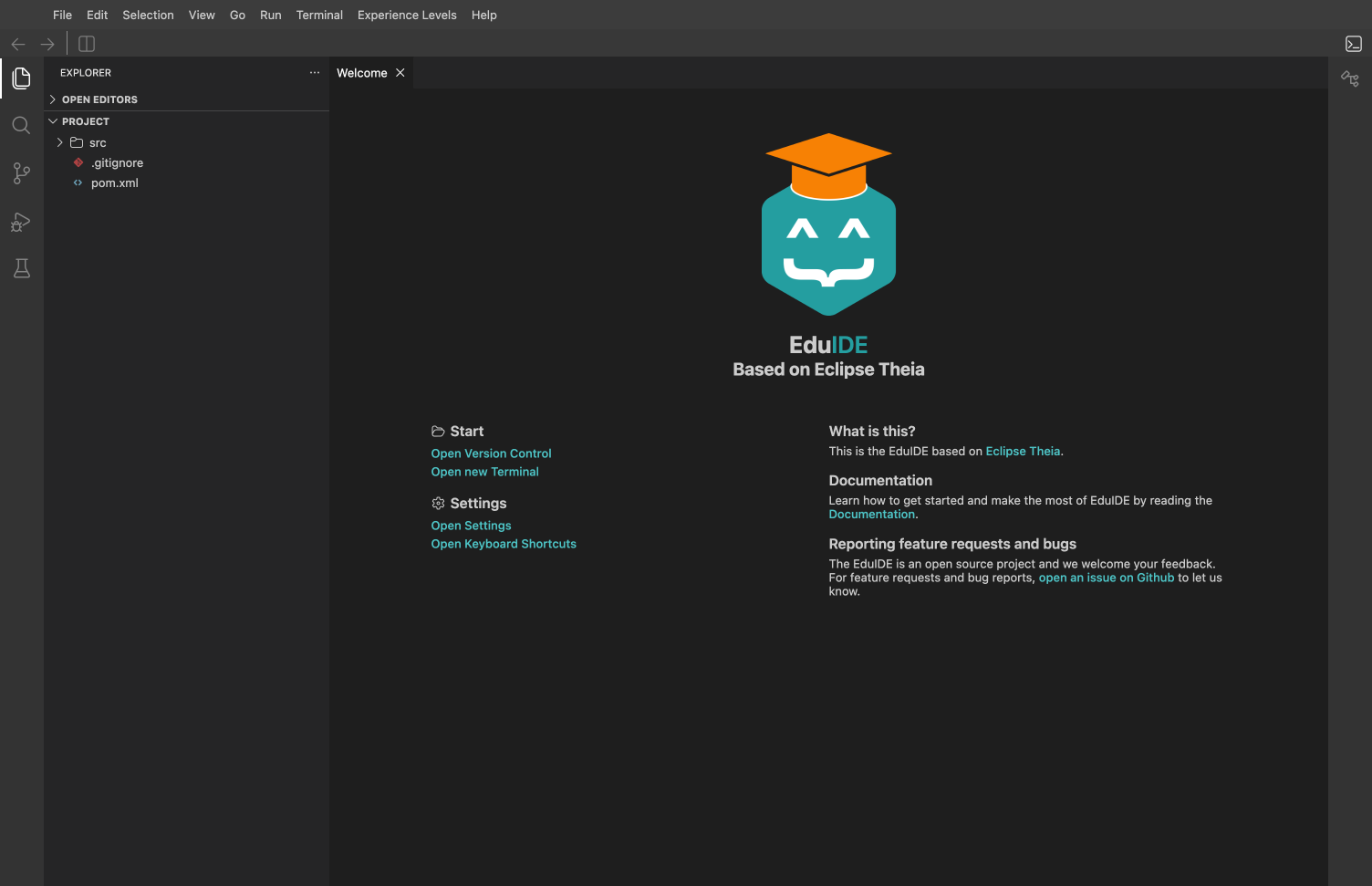 File Edit Selection View Go Run Terminal Experience Levels Help
EXPLORER
Welcome
OPEN EDITORS
PROJECT
src
.gitignore
pom.xml
EduIDE
Based on Eclipse Theia
Start
Open Version Control
Open new Terminal
Settings
Open Settings
Open Keyboard Shortcuts
What is this?
This is the EduIDE based on Eclipse Theia.
Documentation
Learn how to get started and make the most of EduIDE by reading the
Documentation.
Reporting feature requests and bugs
The EduIDE is an open source project and we welcome your feedback.
For feature requests and bug reports, open an issue on Github to let us
know.